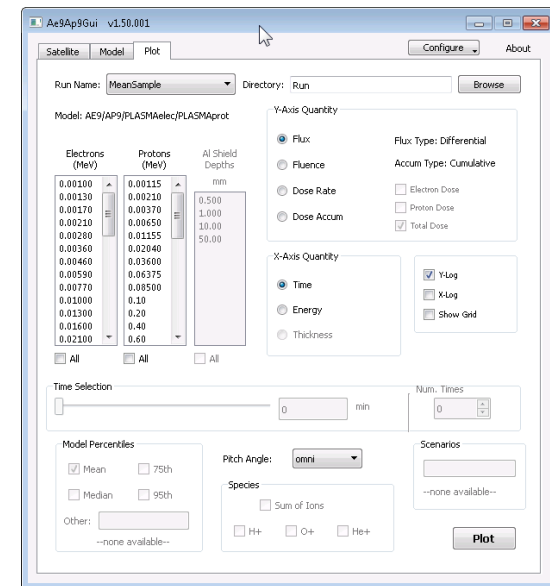 Ae9Ap9Gui v1.50.001
Satellite Model Plot Configure About
Run Name: MeanSample Directory: Run Browse
Model: AE9/AP9/PLASMAelec/PLASMAprot
Electrons
(MeV)
0.00100
0.00130
0.00170
0.00210
0.00280
0.00360
0.00460
0.00590
0.00770
0.01000
0.01300
0.01600
0.02100
All
Protons
(MeV)
0.00115
0.00210
0.00370
0.00650
0.01155
0.02040
0.03600
0.06375
0.08500
0.10
0.20
0.40
0.60
All
Al Shield
Depths
mm
0.500
1.000
10.00
50.00
All
Y-Axis Quantity
Flux
Fluence
Dose Rate
Dose Accum
Flux Type: Differential
Accum Type: Cumulative
Electron Dose
Proton Dose
Total Dose
X-Axis Quantity
Time
Energy
Thickness
Y-Log
X-Log
Show Grid
Time Selection
0 min
Num. Times
0
Model Percentiles
Mean 75th
Median 95th
Other:
--none available--
Pitch Angle: omni
Species
Sum of Ions
H+ O+ He+
Scenarios
--none available--
Plot